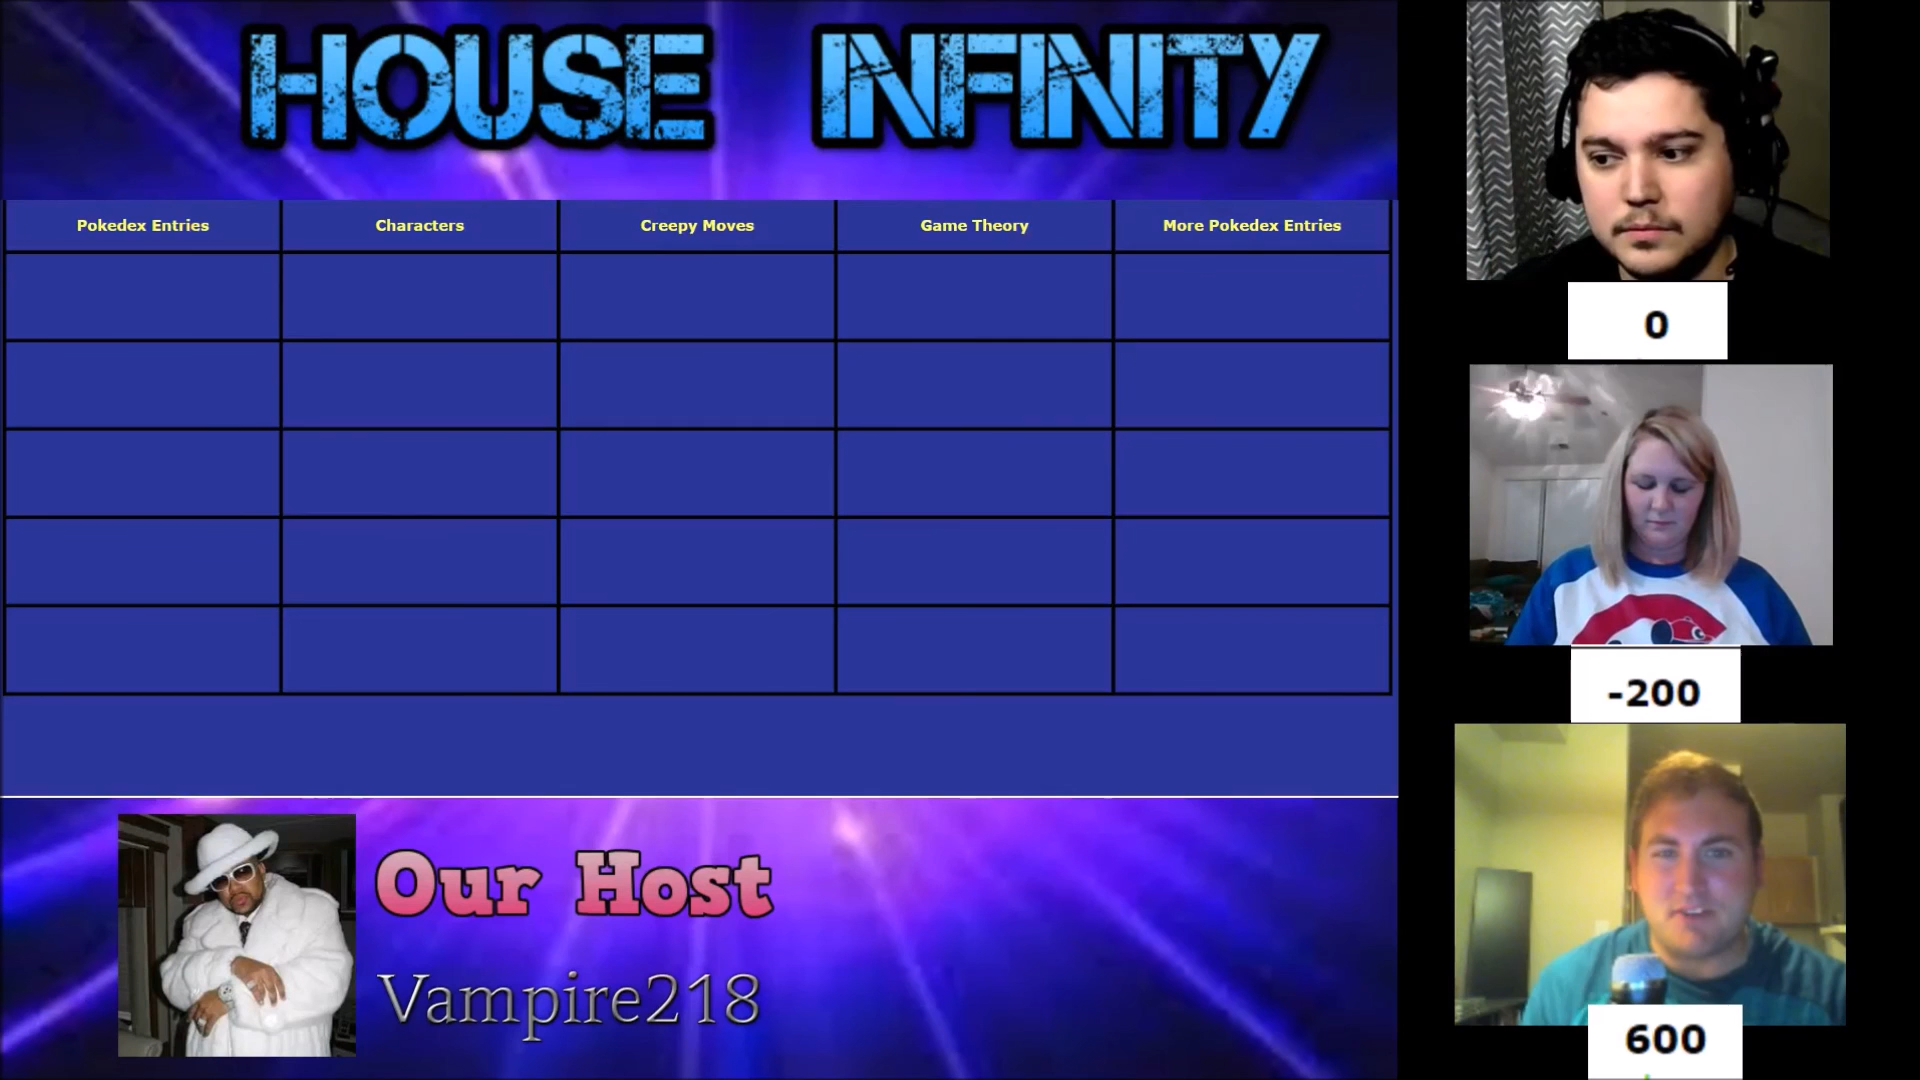 HOUSE INFINITY
Pokedex Entries Characters Creepy Moves Game Theory More Pokedex Entries
0
-200
Our Host
Vampire218
600